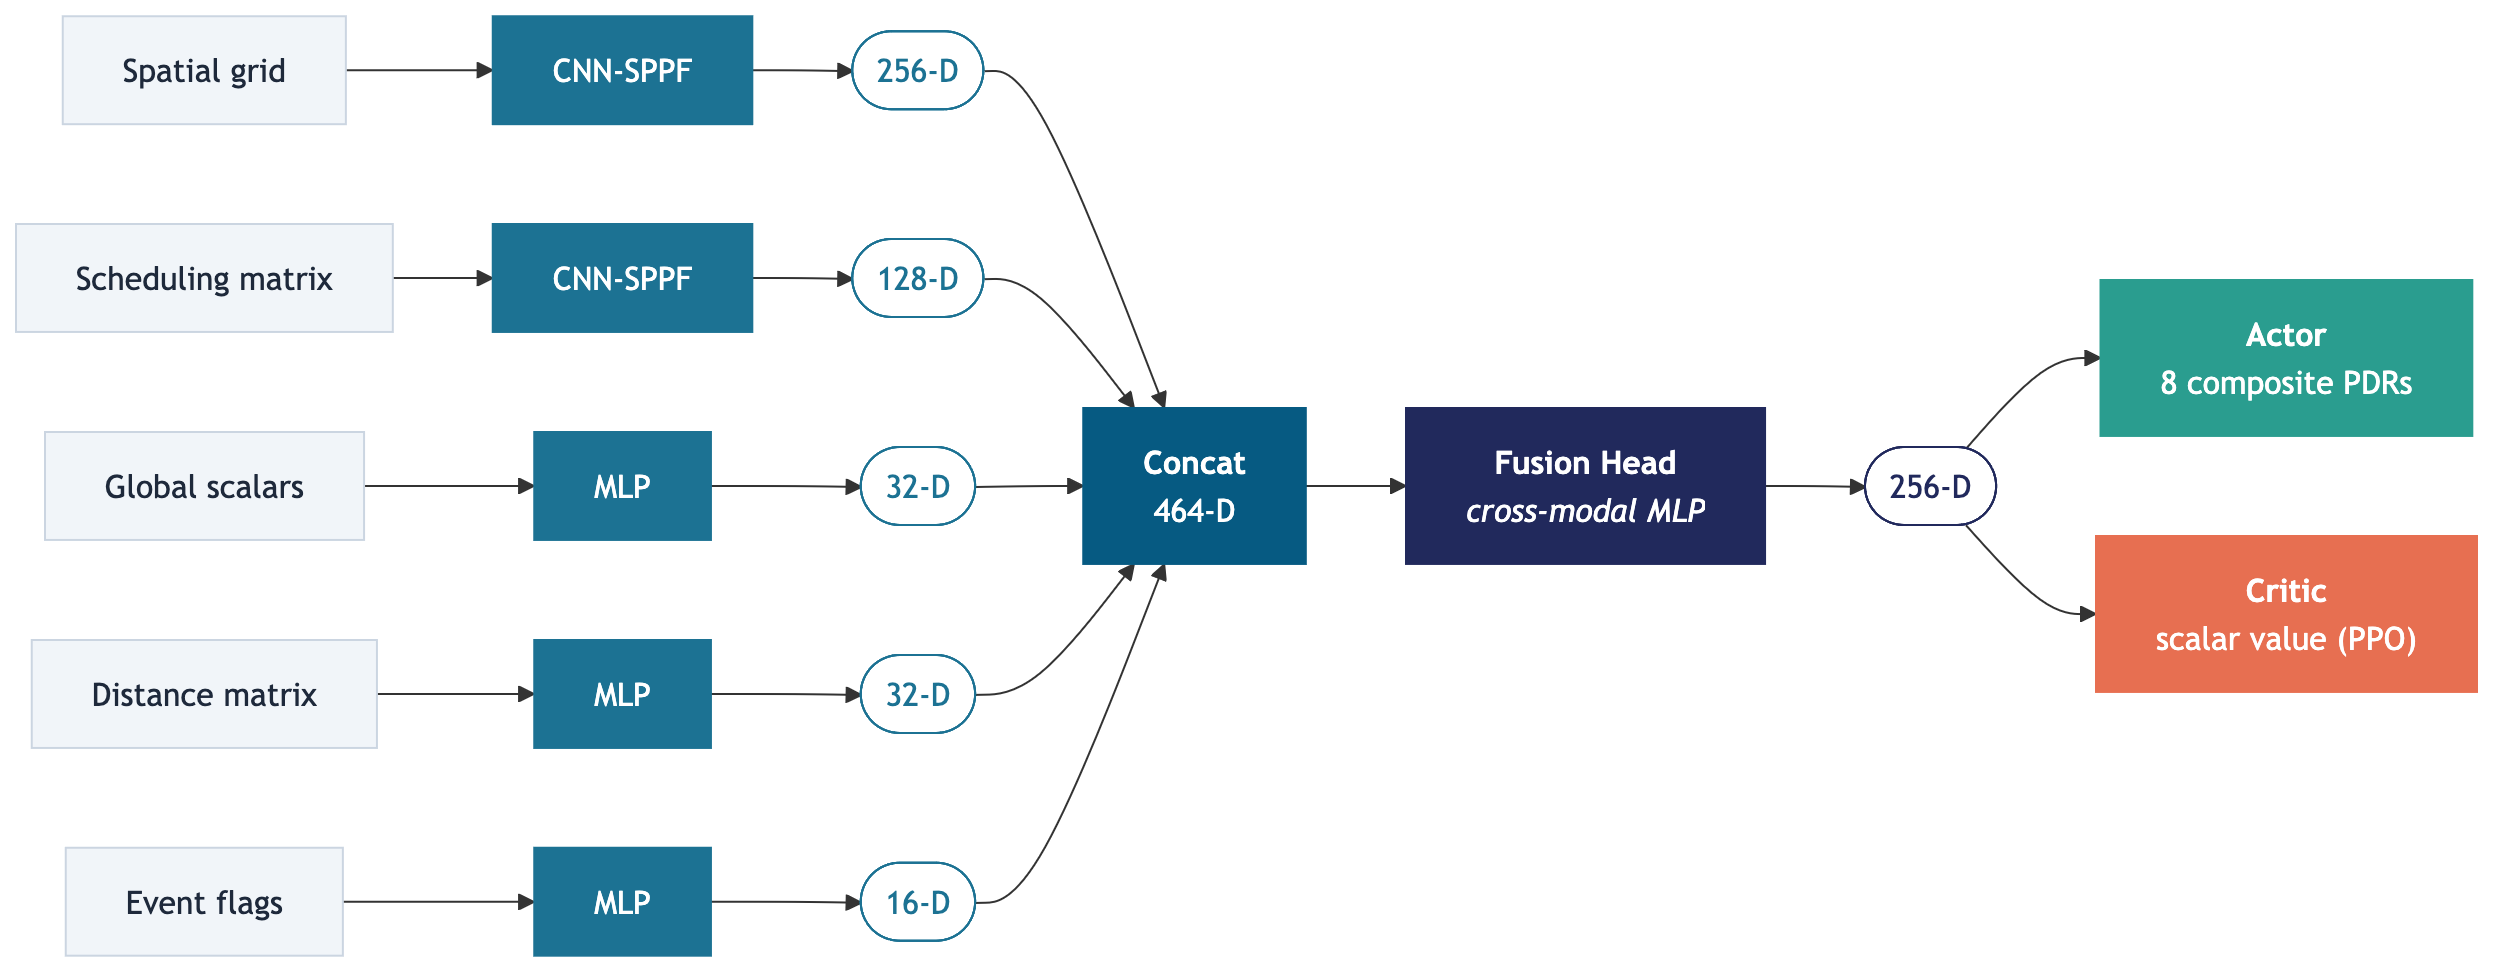 Spatial grid
CNN-SPPF
256-D
Scheduling matrix
CNN-SPPF
128-D
Global scalars
MLP
32-D
Distance matrix
MLP
32-D
Event flags
MLP
16-D
Concat
464-D
Fusion Head
cross-modal MLP
256-D
Actor
8 composite PDRs
Critic
scalar value (PPO)